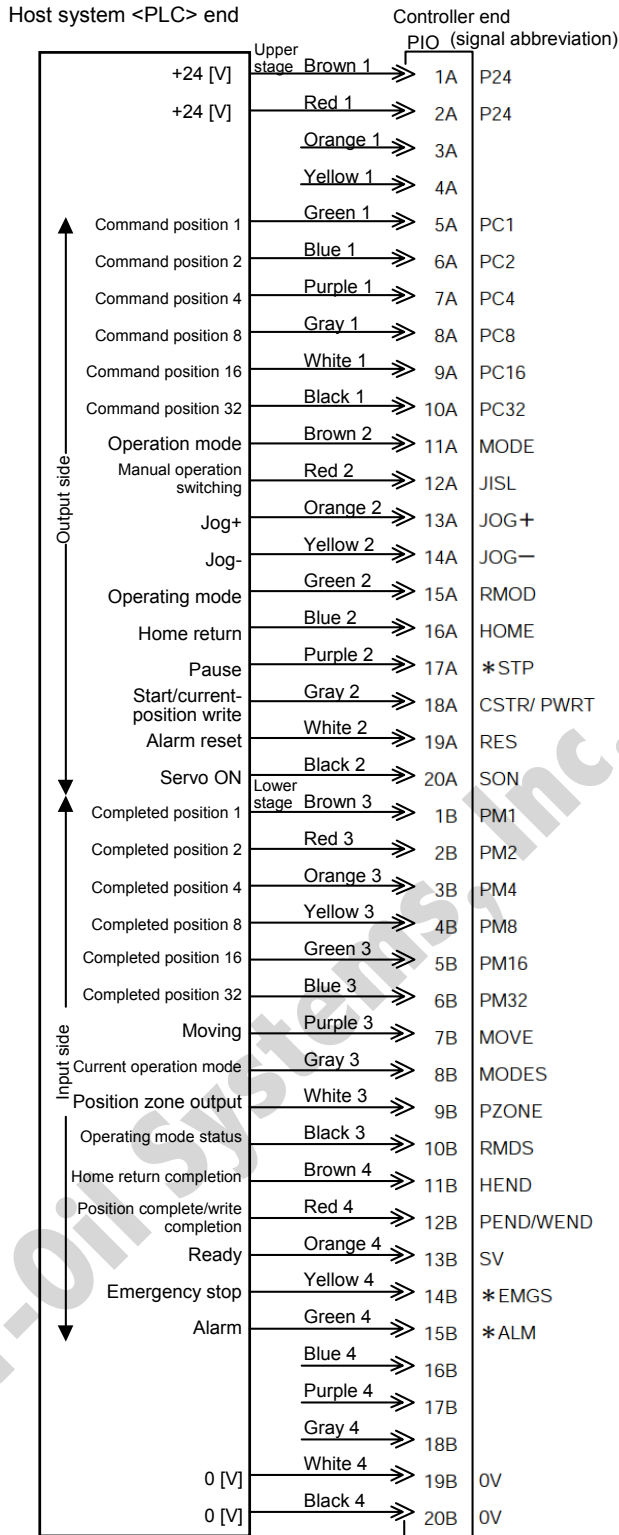 Host system <PLC> end
Controller end
PIO (signal abbreviation)
Upper stage
+24 [V] Brown 1 1A P24
+24 [V] Red 1 2A P24
Orange 1 3A
Yellow 1 4A
Output side
Command position 1 Green 1 5A PC1
Command position 2 Blue 1 6A PC2
Command position 4 Purple 1 7A PC4
Command position 8 Gray 1 8A PC8
Command position 16 White 1 9A PC16
Command position 32 Black 1 10A PC32
Operation mode Brown 2 11A MODE
Manual operation switching Red 2 12A JISL
Jog+ Orange 2 13A JOG+
Jog- Yellow 2 14A JOG−
Operating mode Green 2 15A RMOD
Home return Blue 2 16A HOME
Pause Purple 2 17A *STP
Start/current-position write Gray 2 18A CSTR/ PWRT
Alarm reset White 2 19A RES
Servo ON Black 2 20A SON
Lower stage
Input side
Completed position 1 Brown 3 1B PM1
Completed position 2 Red 3 2B PM2
Completed position 4 Orange 3 3B PM4
Completed position 8 Yellow 3 4B PM8
Completed position 16 Green 3 5B PM16
Completed position 32 Blue 3 6B PM32
Moving Purple 3 7B MOVE
Current operation mode Gray 3 8B MODES
Position zone output White 3 9B PZONE
Operating mode status Black 3 10B RMDS
Home return completion Brown 4 11B HEND
Position complete/write completion Red 4 12B PEND/WEND
Ready Orange 4 13B SV
Emergency stop Yellow 4 14B *EMGS
Alarm Green 4 15B *ALM
Blue 4 16B
Purple 4 17B
Gray 4 18B
0 [V] White 4 19B 0V
0 [V] Black 4 20B 0V
-Oil Systems, Inc.